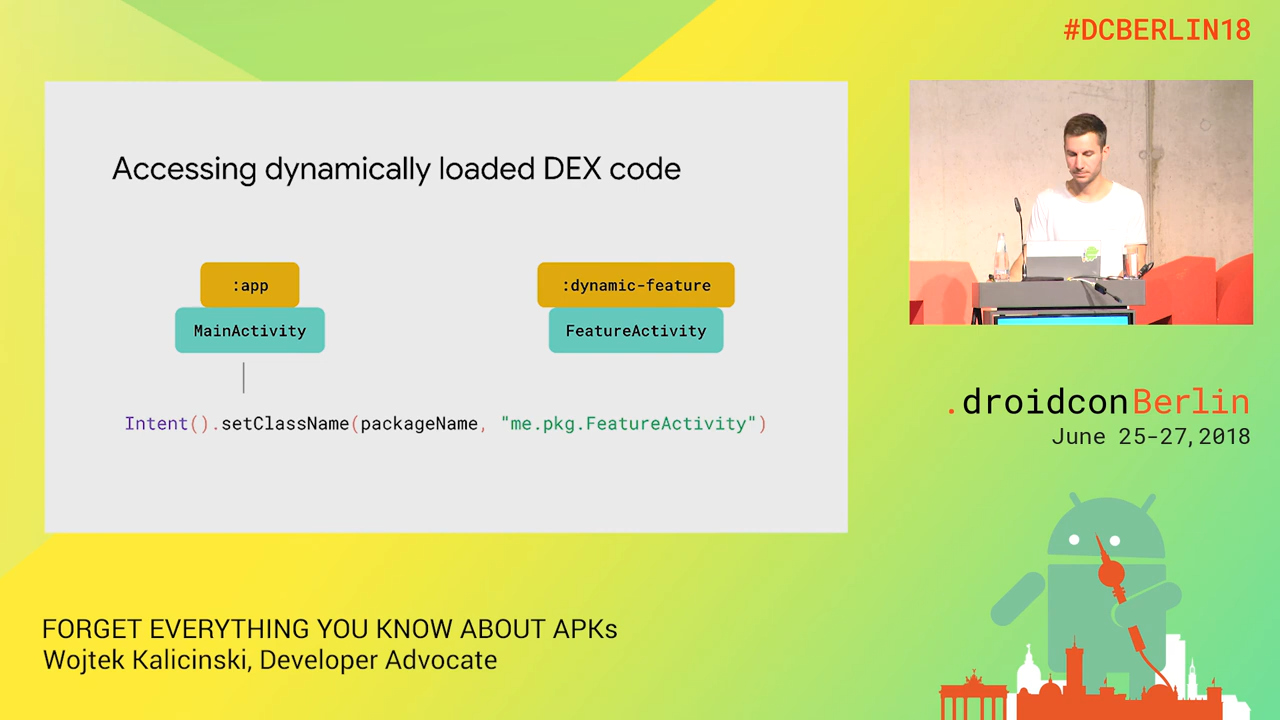 #DCBERLIN18
Accessing dynamically loaded DEX code
:app
:dynamic-feature
MainActivity
FeatureActivity
Intent().setClassName(packageName, "me.pkg.FeatureActivity")
.droidconBerlin
June 25-27, 2018
FORGET EVERYTHING YOU KNOW ABOUT APKs
Wojtek Kalicinski, Developer Advocate